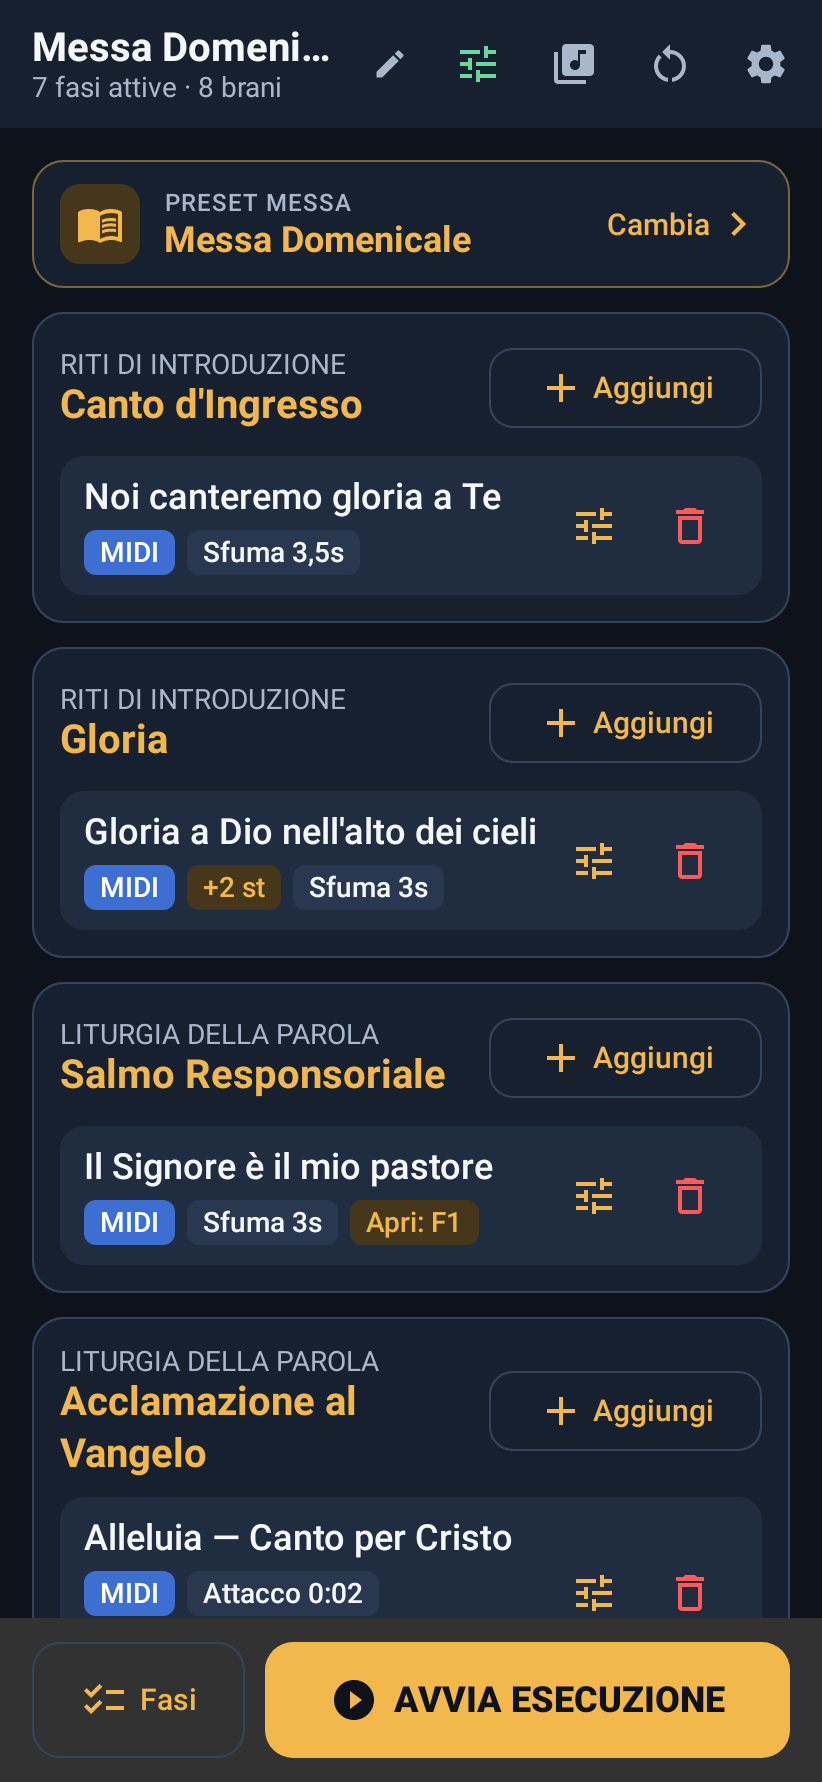 Messa Domeni...
7 fasi attive · 8 brani
PRESET MESSA
Messa Domenicale
Cambia
RITI DI INTRODUZIONE
Canto d'Ingresso
Aggiungi
Noi canteremo gloria a Te
MIDI
Sfuma 3,5s
RITI DI INTRODUZIONE
Gloria
Aggiungi
Gloria a Dio nell'alto dei cieli
MIDI
+2 st
Sfuma 3s
LITURGIA DELLA PAROLA
Salmo Responsoriale
Aggiungi
Il Signore è il mio pastore
MIDI
Sfuma 3s
Apri: F1
LITURGIA DELLA PAROLA
Acclamazione al
Vangelo
Aggiungi
Alleluia — Canto per Cristo
MIDI
Attacco 0:02
Fasi
AVVIA ESECUZIONE